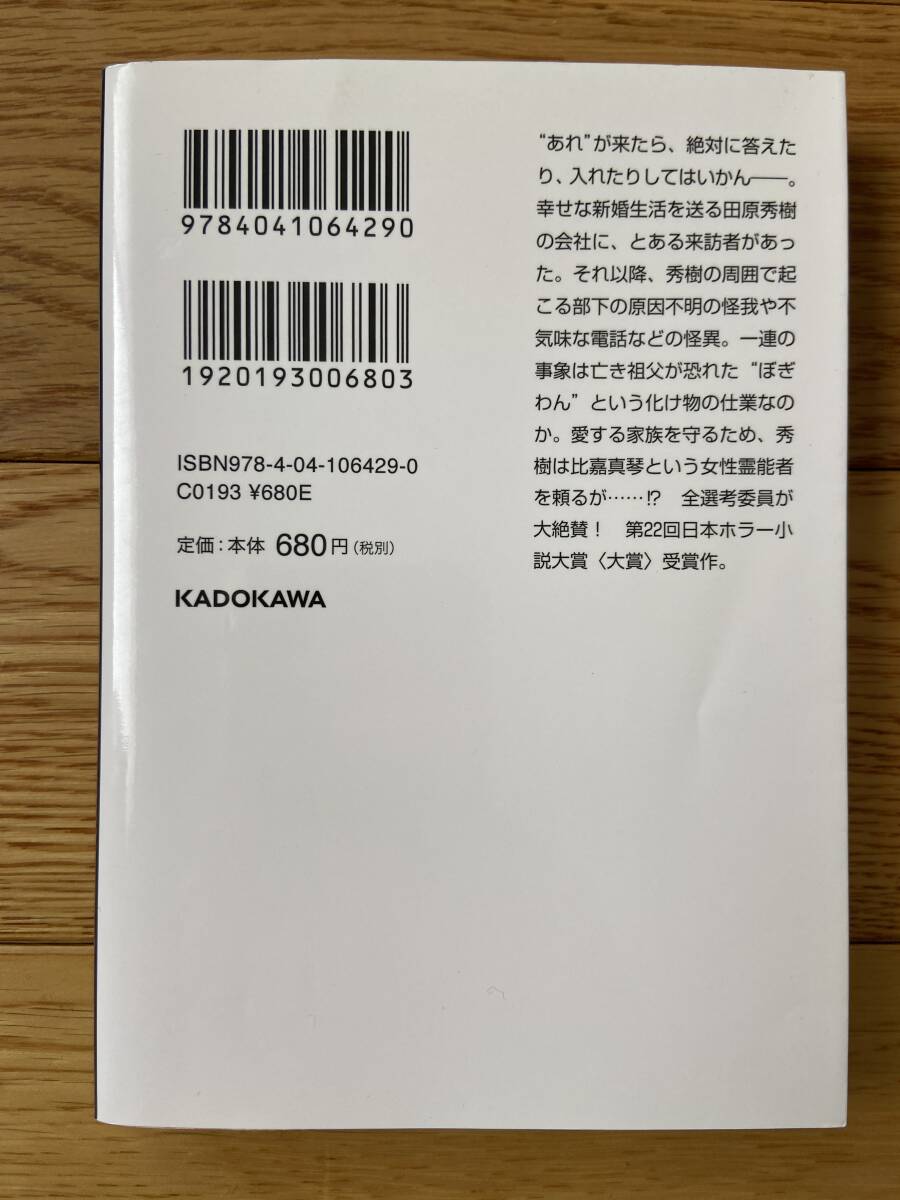 9784041064290
1920193006803
ISBN978-4-04-106429-0
C0193 ¥680E
定価:本体 680円(税別)
KADOKAWA
“あれ”が来たら、絶対に答えた
り、入れたりしてはいかん――。
幸せな新婚生活を送る田原秀樹
の会社に、とある来訪者があっ
た。それ以降、秀樹の周囲で起
こる部下の原因不明の怪我や不
気味な電話などの怪異。一連の
事象は亡き祖父が恐れた“ぼぎ
わん”という化け物の仕業なの
か。愛する家族を守るため、秀
樹は比嘉真琴という女性霊能者
を頼るが……!?　全選考委員が
大絶賛！　第22回日本ホラー小
説大賞〈大賞〉受賞作。